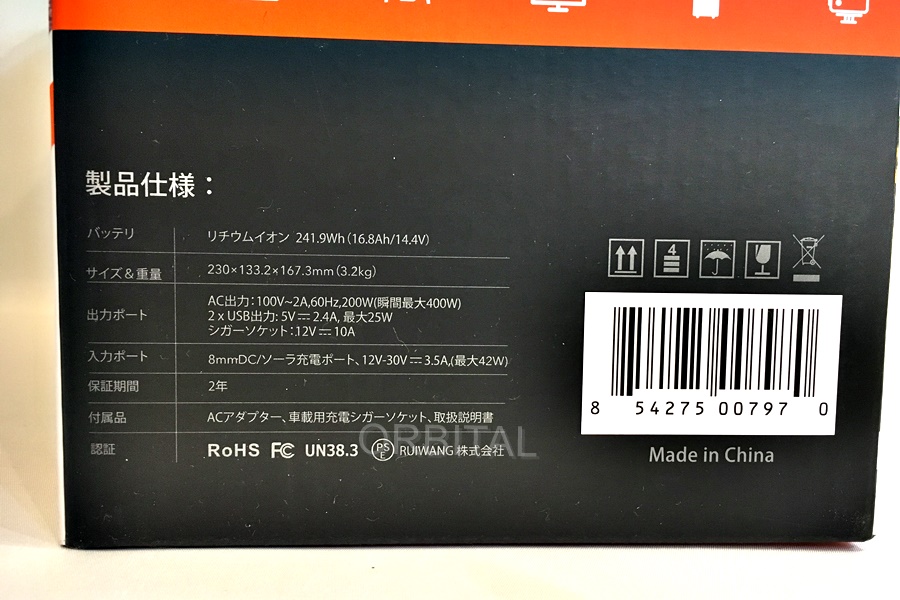 製品仕様：
バッテリ リチウムイオン 241.9Wh(16.8Ah/14.4V)
サイズ&重量 230×133.2×167.3mm(3.2kg)
出力ポート AC出力：100V~2A,60Hz,200W(瞬間最大400W)
2 x USB出力: 5V⎓2.4A, 最大25W
シガーソケット：12V⎓10A
入力ポート 8mmDC/ソーラ充電ポート、12V-30V⎓3.5A,(最大42W)
保証期間 2年
付属品 ACアダプター、車載用充電シガーソケット、取扱説明書
認証 RoHS FC UN38.3 PSE RUIWANG 株式会社
ORBITAL
4
8 54275 00797 0
Made in China